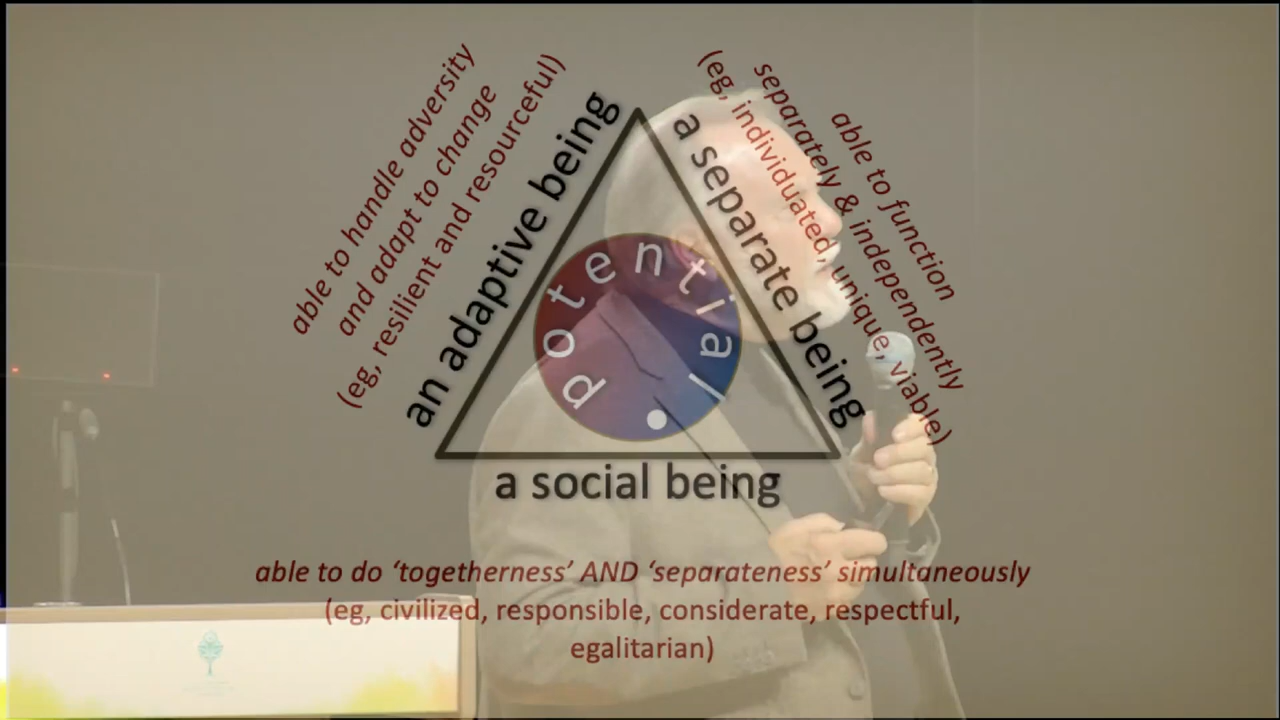 able to handle adversity
and adapt to change
(eg, resilient and resourceful)
an adaptive being
able to function
separately & independently
(eg, individuated, unique, viable)
a separate being
potential
a social being
able to do ‘togetherness’ AND ‘separateness’ simultaneously
(eg, civilized, responsible, considerate, respectful,
egalitarian)